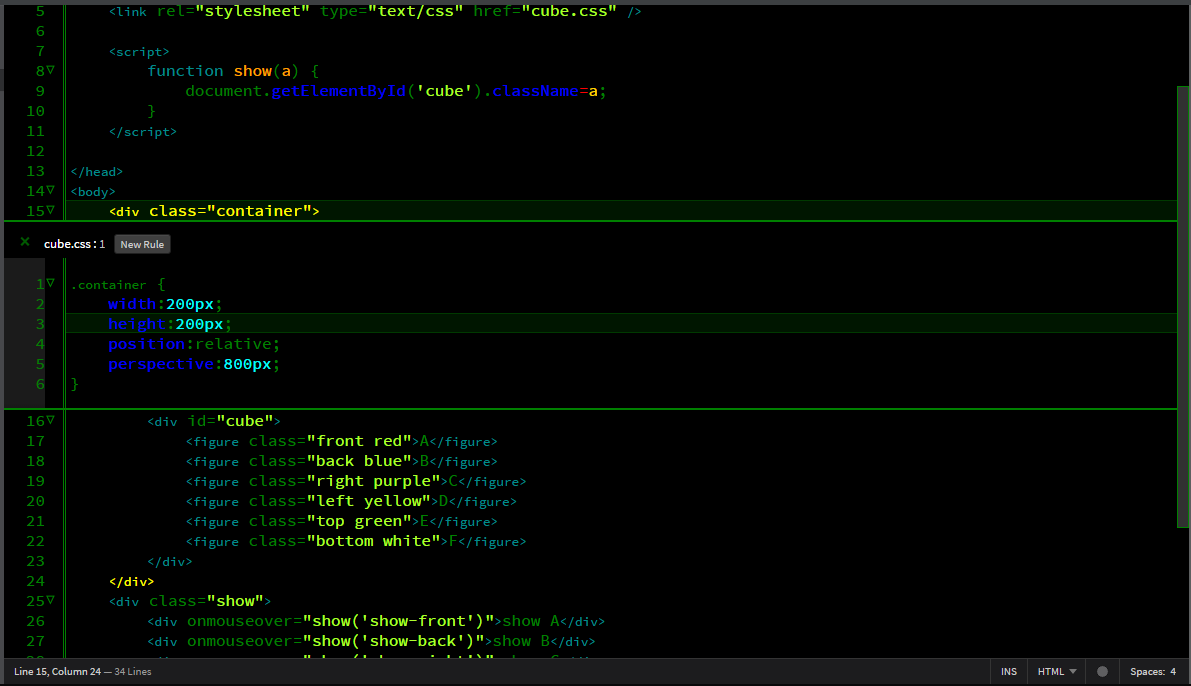 5 <link rel="stylesheet" type="text/css" href="cube.css" />
6
7 <script>
8 function show(a) {
9 document.getElementById('cube').className=a;
10 }
11 </script>
12
13 </head>
14 <body>
15 <div class="container">
cube.css : 1 New Rule
1 .container {
2 width:200px;
3 height:200px;
4 position:relative;
5 perspective:800px;
6 }
16 <div id="cube">
17 <figure class="front red">A</figure>
18 <figure class="back blue">B</figure>
19 <figure class="right purple">C</figure>
20 <figure class="left yellow">D</figure>
21 <figure class="top green">E</figure>
22 <figure class="bottom white">F</figure>
23 </div>
24 </div>
25 <div class="show">
26 <div onmouseover="show('show-front')">show A</div>
27 <div onmouseover="show('show-back')">show B</div>
Line 15, Column 24 — 34 Lines INS HTML Spaces: 4